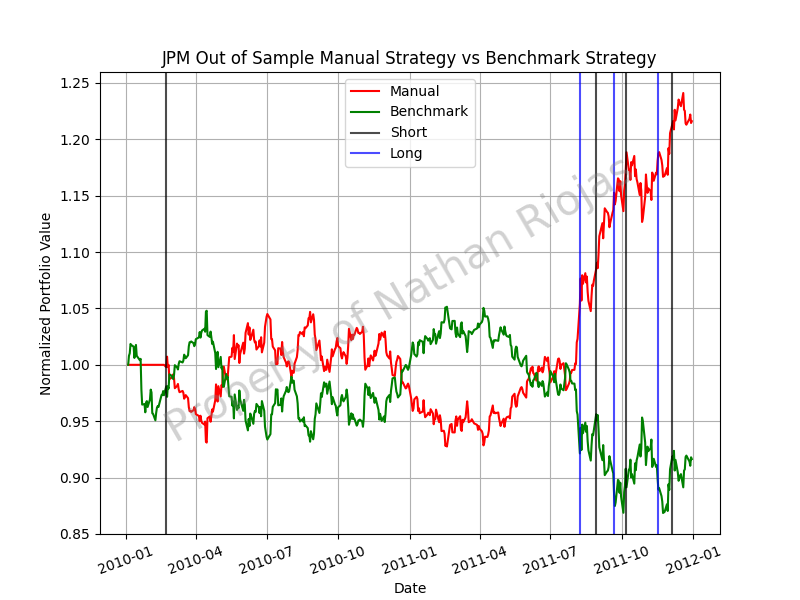 JPM Out of Sample Manual Strategy vs Benchmark Strategy
Manual
Benchmark
Short
Long
Property of Nathan Riojas
Normalized Portfolio Value
1.25
1.20
1.15
1.10
1.05
1.00
0.95
0.90
0.85
2010-01 2010-04 2010-07 2010-10 2011-01 2011-04 2011-07 2011-10 2012-01
Date